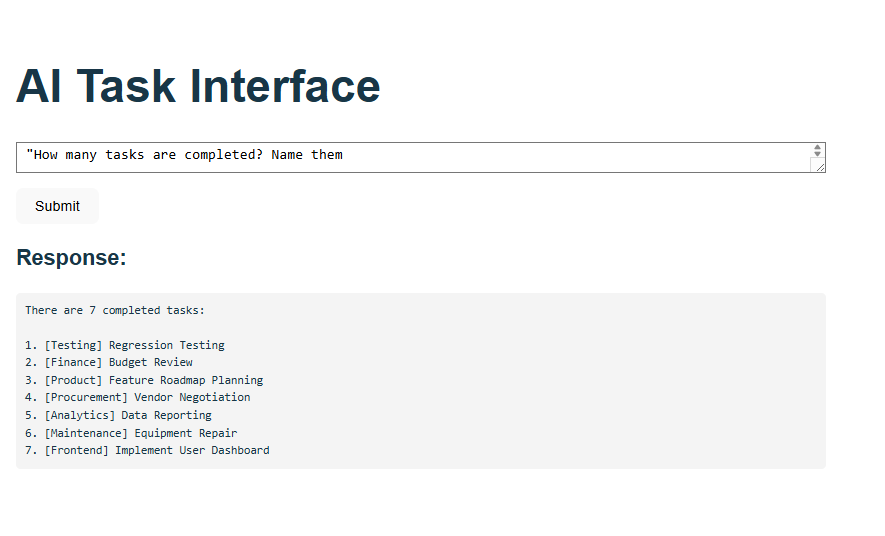 AI Task Interface
"How many tasks are completed? Name them
Submit
Response:
There are 7 completed tasks:
1. [Testing] Regression Testing
2. [Finance] Budget Review
3. [Product] Feature Roadmap Planning
4. [Procurement] Vendor Negotiation
5. [Analytics] Data Reporting
6. [Maintenance] Equipment Repair
7. [Frontend] Implement User Dashboard